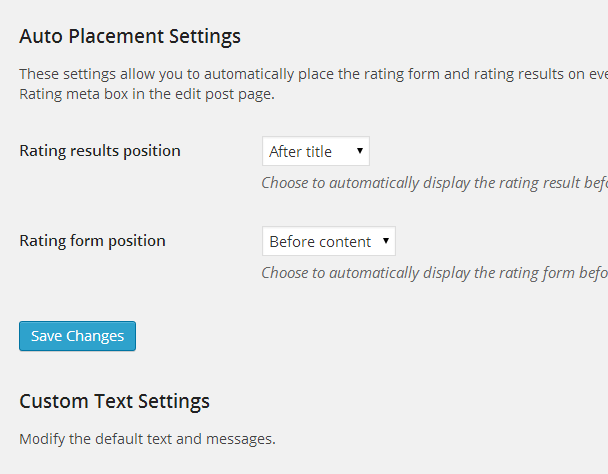 Auto Placement Settings
These settings allow you to automatically place the rating form and rating results on eve
Rating meta box in the edit post page.
Rating results position
After title
Choose to automatically display the rating result befo
Rating form position
Before content
Choose to automatically display the rating form befo
Save Changes
Custom Text Settings
Modify the default text and messages.